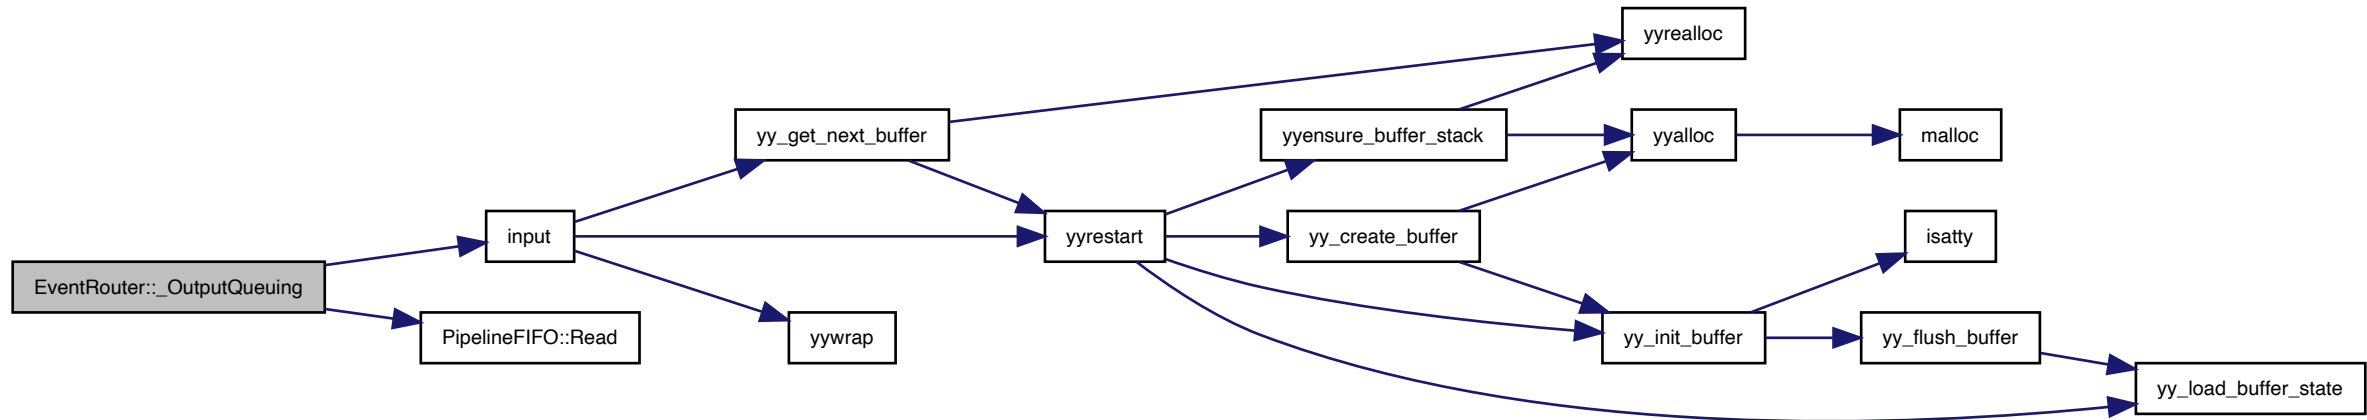 EventRouter::_OutputQueuing
input
PipelineFIFO::Read
yy_get_next_buffer
yywrap
yyrestart
yyensure_buffer_stack
yy_create_buffer
yyrealloc
yyalloc
yy_init_buffer
malloc
isatty
yy_flush_buffer
yy_load_buffer_state